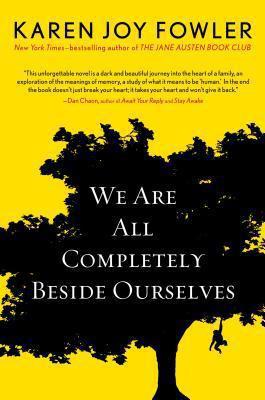 KAREN JOY FOWLER
New York Times–bestselling author of THE JANE AUSTEN BOOK CLUB
"This unforgettable novel is a dark and beautiful journey into the heart of a family, an
exploration of the meanings of memory, a study of what it means to be 'human.' In the end
the book doesn't just break your heart; it takes your heart and won't give it back."
—Dan Chaon, author of Await Your Reply and Stay Awake
WE ARE
ALL
COMPLETELY
BESIDE OURSELVES